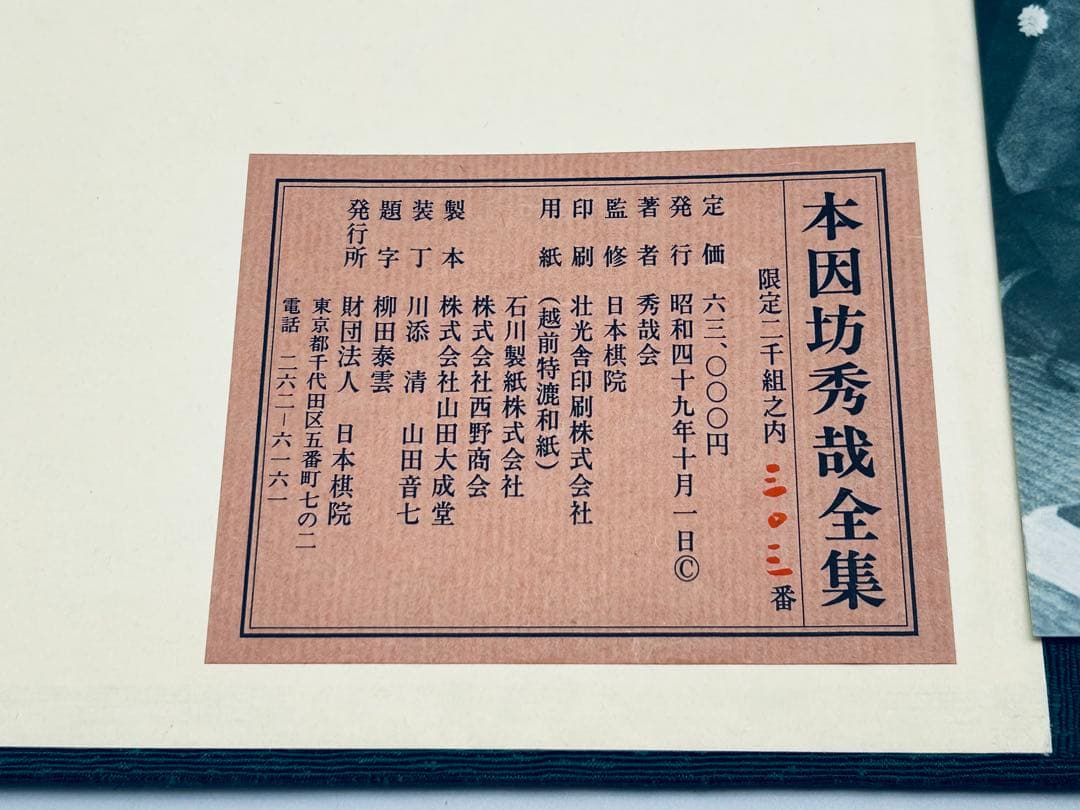 本因坊秀哉全集
限定二千組之内 三〇三番
定価 六三、〇〇〇円
発行 昭和四十九年十月一日©
著者 秀哉会
監修 日本棋院
印刷 壮光舎印刷株式会社
用紙 (越前特漉和紙)
石川製紙株式会社
株式会社西野商会
製本 株式会社山田大成堂
装丁 川添清 山田音七
題字 柳田泰雲
発行所 財団法人 日本棋院
東京都千代田区五番町七の二
電話 二六二-六一六一